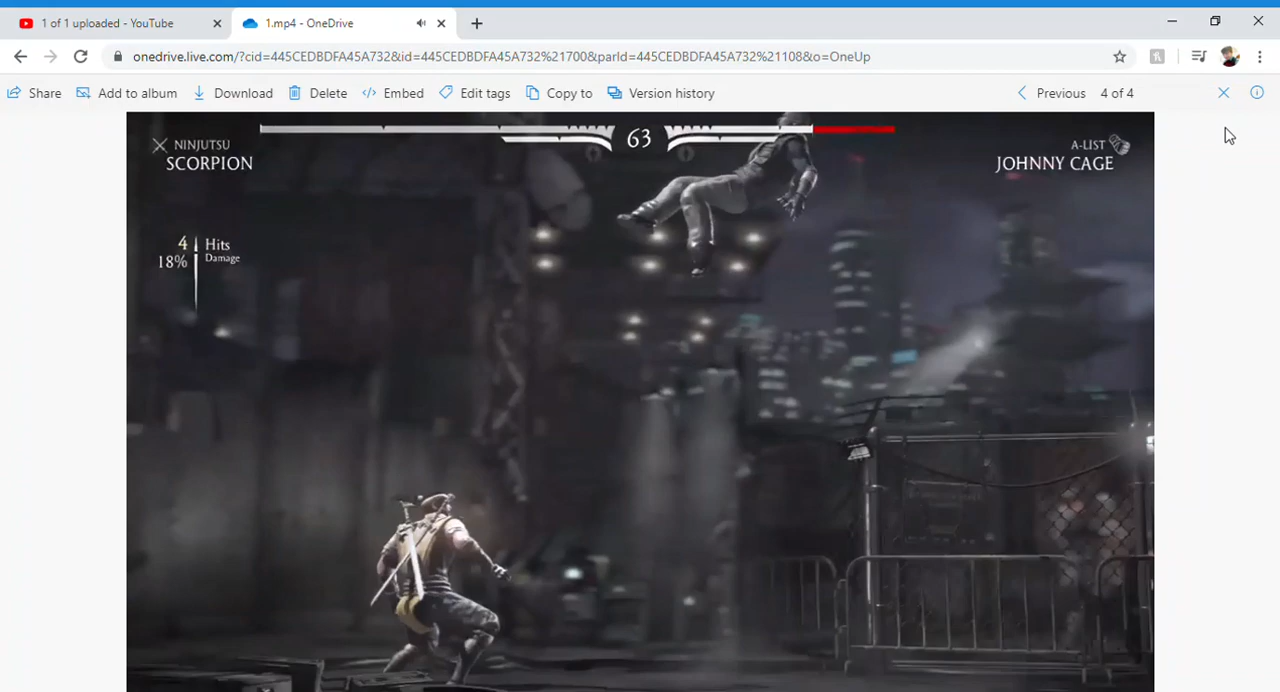 1 of 1 uploaded - YouTube
1.mp4 - OneDrive
onedrive.live.com/?cid=445CEDBDFA45A732&id=445CEDBDFA45A732%21700&parId=445CEDBDFA45A732%21108&o=OneUp
Share Add to album Download Delete Embed Edit tags Copy to Version history Previous 4 of 4
NINJUTSU
SCORPION
63
A-LIST
JOHNNY CAGE
4 Hits
18% Damage